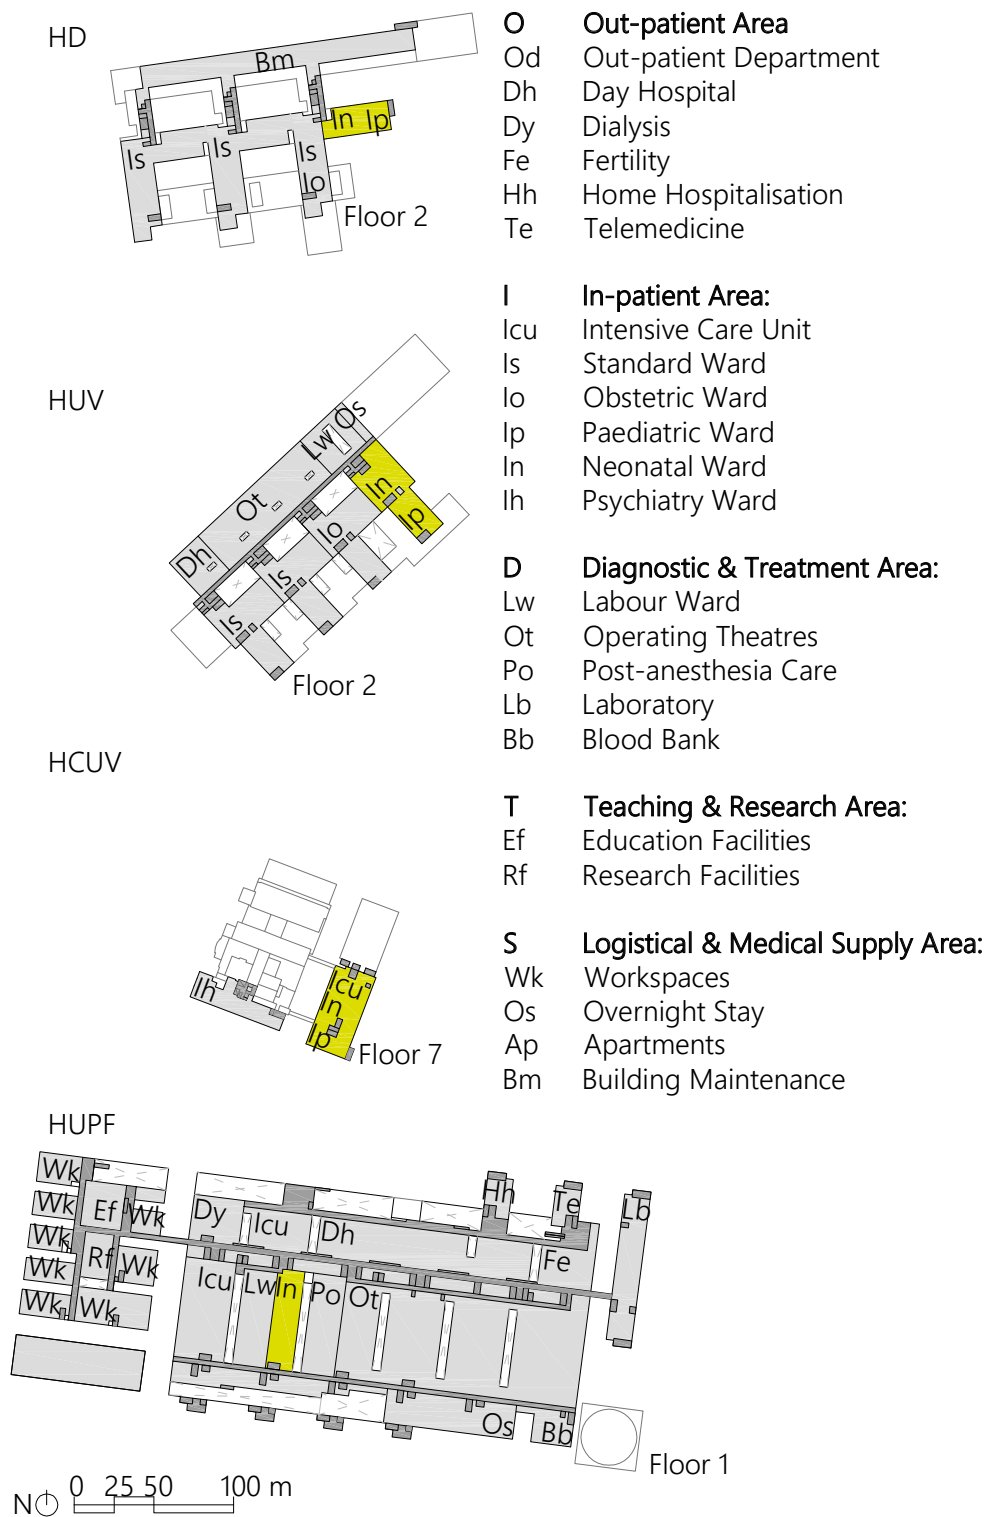 HD
Bm
In Ip
Is
Is
Is
Io
Floor 2
HUV
Os
Lw
In
Ot
Ip
Io
Dh
Is
Is
Floor 2
HCUV
Icu
Ih
In
Ip
Floor 7
HUPF
Wk
Hh
Te
Wk
Ef
Wk
Dy
Icu
Dh
Lb
Wk
Rf
Wk
Fe
Wk
Icu
Lw
In
Po
Ot
Wk
Wk
Os
Bb
Floor 1
N
0 25 50 100 m
O Out-patient Area
Od Out-patient Department
Dh Day Hospital
Dy Dialysis
Fe Fertility
Hh Home Hospitalisation
Te Telemedicine
I In-patient Area:
Icu Intensive Care Unit
Is Standard Ward
Io Obstetric Ward
Ip Paediatric Ward
In Neonatal Ward
Ih Psychiatry Ward
D Diagnostic & Treatment Area:
Lw Labour Ward
Ot Operating Theatres
Po Post-anesthesia Care
Lb Laboratory
Bb Blood Bank
T Teaching & Research Area:
Ef Education Facilities
Rf Research Facilities
S Logistical & Medical Supply Area:
Wk Workspaces
Os Overnight Stay
Ap Apartments
Bm Building Maintenance